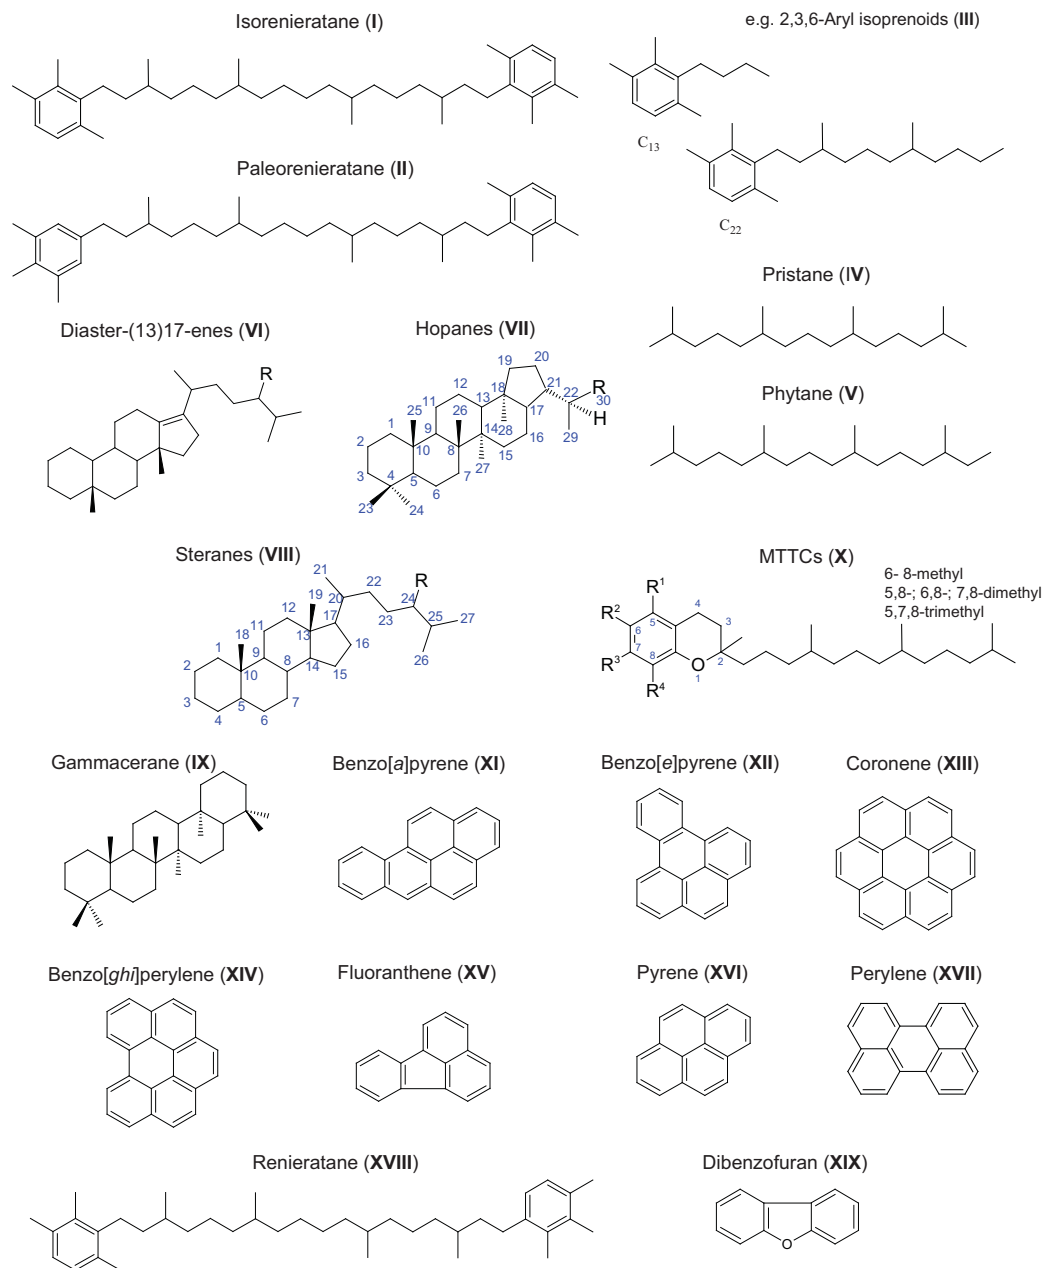 Isorenieratane (I)
e.g. 2,3,6-Aryl isoprenoids (III)
C13
Paleorenieratane (II)
C22
Pristane (IV)
Diaster-(13)17-enes (VI)
R
Hopanes (VII)
1
2
3
4
5
6
7
8
9
10
11
12
13
14
15
16
17
18
19
20
21
22
R
30
H
29
28
27
26
25
24
23
Phytane (V)
Steranes (VIII)
1
2
3
4
5
6
7
8
9
10
11
12
13
14
15
16
17
18
19
20
21
22
23
24
R
25
26
27
MTTCs (X)
6- 8-methyl
5,8-; 6,8-; 7,8-dimethyl
5,7,8-trimethyl
R1
R2
R3
R4
5
6
7
8
4
3
2
O
1
Gammacerane (IX)
Benzo[a]pyrene (XI)
Benzo[e]pyrene (XII)
Coronene (XIII)
Benzo[ghi]perylene (XIV)
Fluoranthene (XV)
Pyrene (XVI)
Perylene (XVII)
Renieratane (XVIII)
Dibenzofuran (XIX)
O